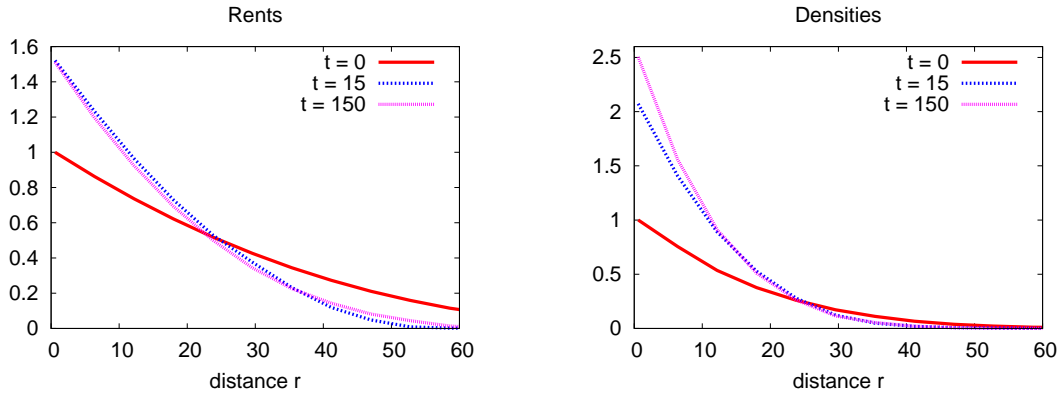 Rents
1.6
1.4
1.2
1
0.8
0.6
0.4
0.2
0
t = 0
t = 15
t = 150
0 10 20 30 40 50 60
distance r
Densities
2.5
2
1.5
1
0.5
0
t = 0
t = 15
t = 150
0 10 20 30 40 50 60
distance r